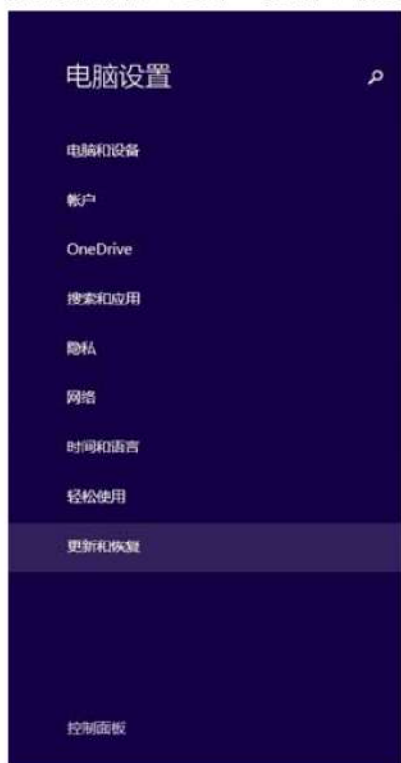 电脑设置
电脑和设备
帐户
OneDrive
搜索和应用
隐私
网络
时间和语言
轻松使用
更新和恢复
控制面板